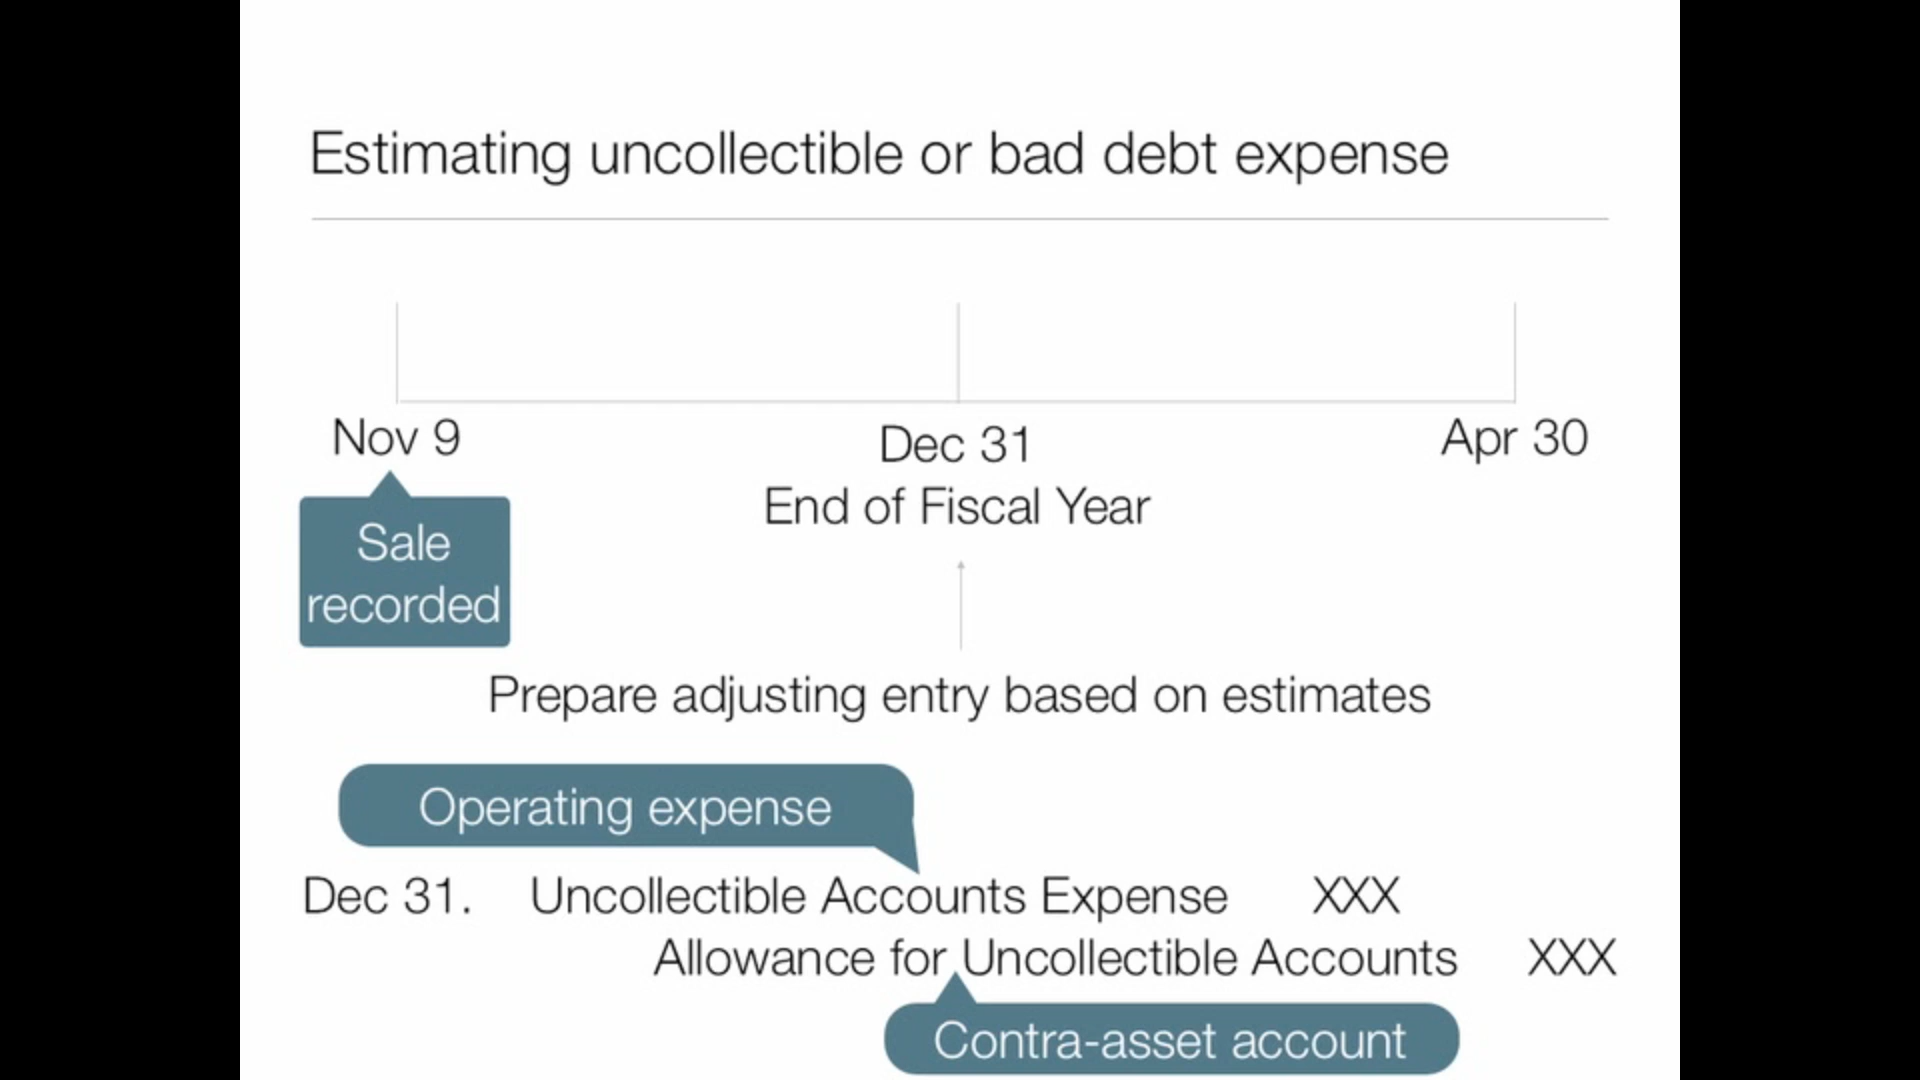 Estimating uncollectible or bad debt expense
Nov 9
Dec 31
Apr 30
End of Fiscal Year
Sale
recorded
Prepare adjusting entry based on estimates
Operating expense
Dec 31. Uncollectible Accounts Expense XXX
Allowance for Uncollectible Accounts XXX
Contra-asset account